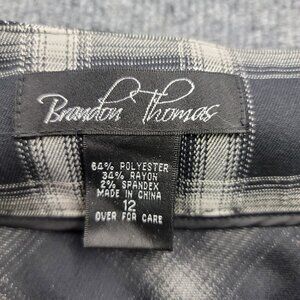 Brandon Thomas
64% POLYESTER
34% RAYON
2% SPANDEX
MADE IN CHINA
12
OVER FOR CARE